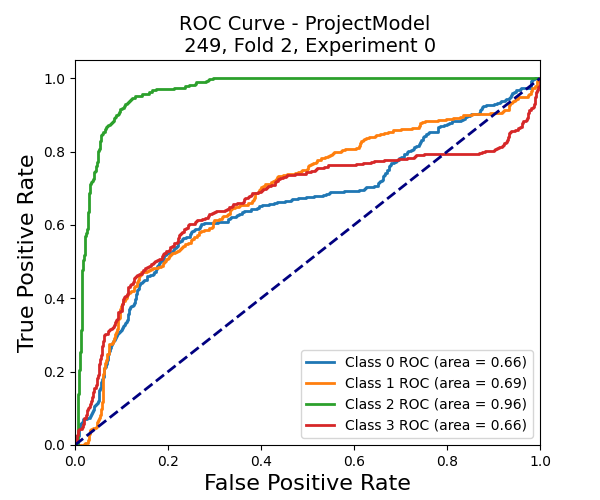 ROC Curve - ProjectModel
249, Fold 2, Experiment 0
True Positive Rate
1.0
0.8
0.6
0.4
0.2
0.0
Class 0 ROC (area = 0.66)
Class 1 ROC (area = 0.69)
Class 2 ROC (area = 0.96)
Class 3 ROC (area = 0.66)
0.0 0.2 0.4 0.6 0.8 1.0
False Positive Rate